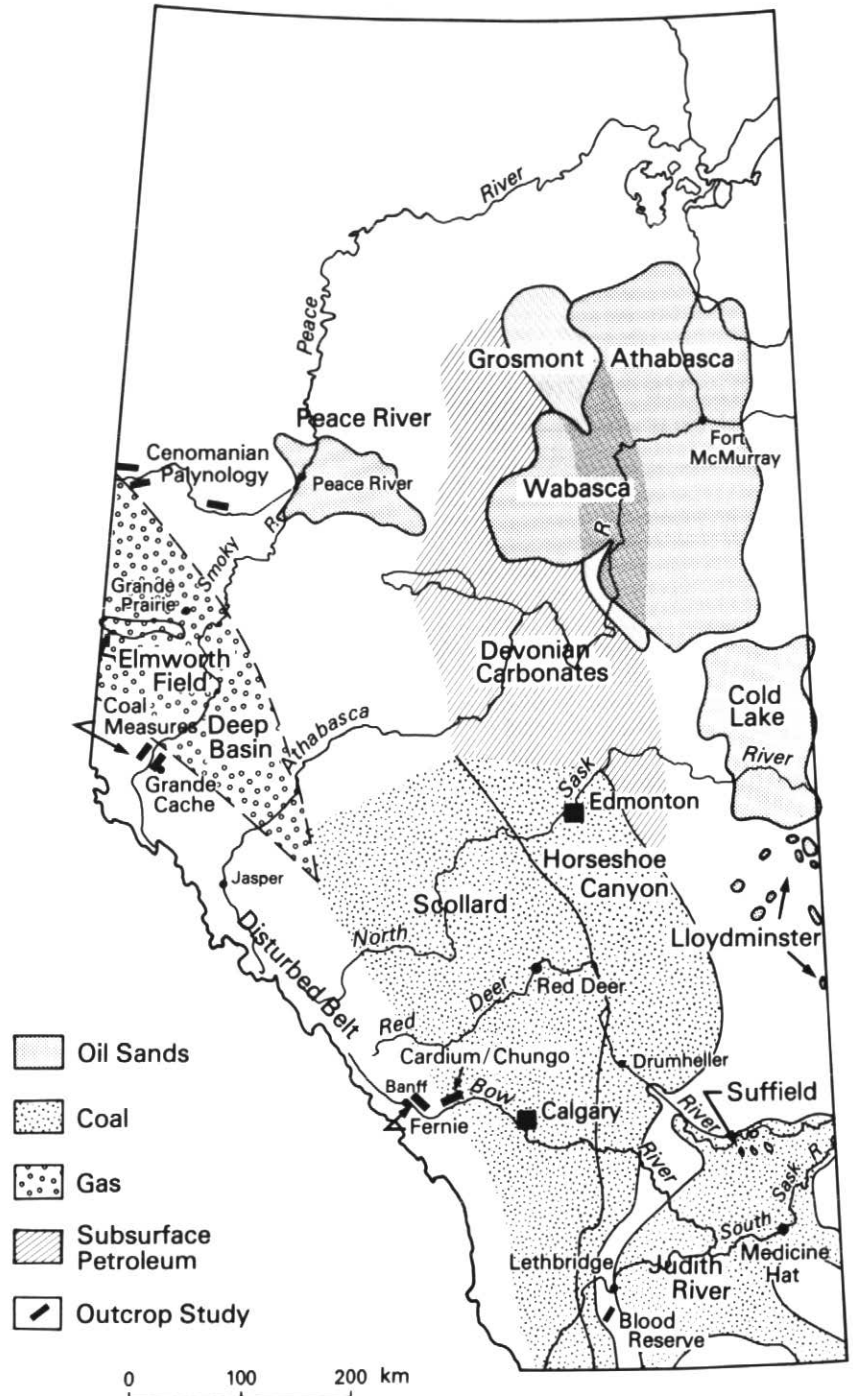 River
Peace
Grosmont
Athabasca
Peace River
Fort
McMurray
Cenomanian
Palynology
Peace River
Wabasca
R.
R
Smoky
Grande
Prairie
Elmworth
Field
Devonian
Carbonates
Coal
Measures
Deep
Basin
Cold
Lake
Athabasca
River
Grande
Cache
Sask
Edmonton
Horseshoe
Canyon
Jasper
Scollard
Lloydminster
North
Disturbed Belt
Red Deer
Deer
Red
Oil Sands
Cardium/Chungo
Drumheller
Banff
Bow
Suffield
Coal
Fernie
Calgary
River
River
Gas
Sask
R.
South
Subsurface
Petroleum
Lethbridge
Judith
River
Medicine
Hat
Outcrop Study
Blood
Reserve
0 100 200 km